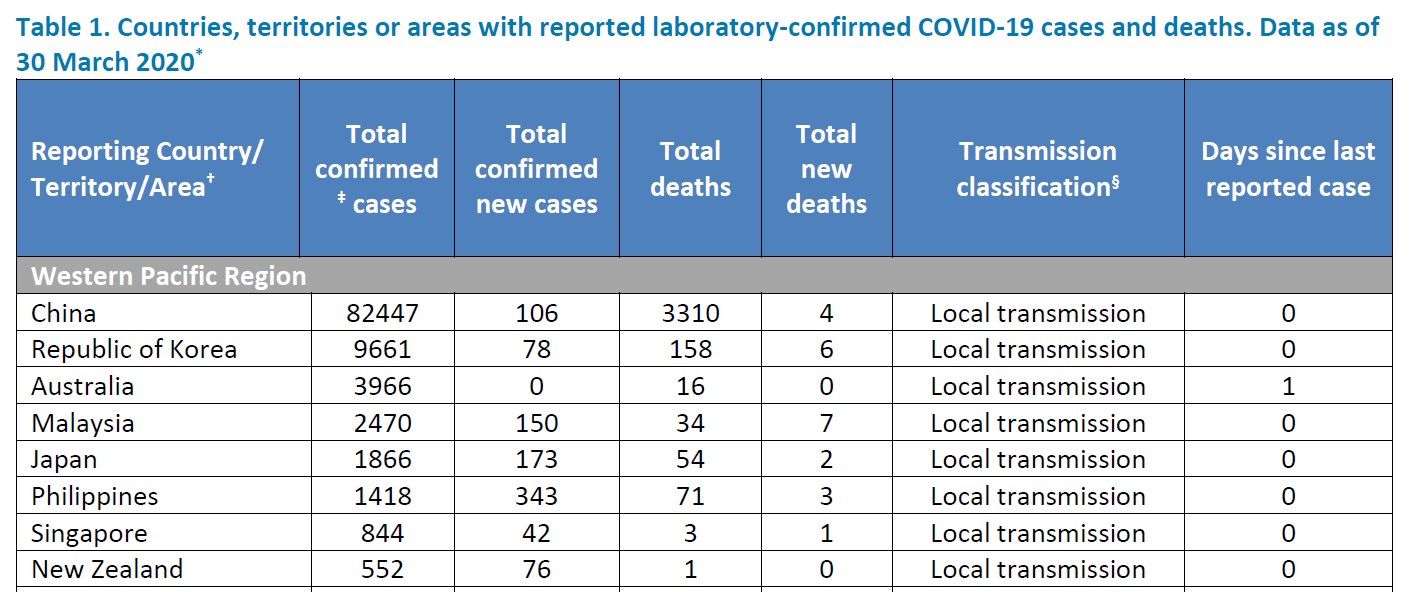 Table 1. Countries, territories or areas with reported laboratory-confirmed COVID-19 cases and deaths. Data as of
30 March 2020*
Reporting Country/
Territory/Area†
Total
confirmed
‡ cases
Total
confirmed
new cases
Total
deaths
Total
new
deaths
Transmission
classification§
Days since last
reported case
Western Pacific Region
China 82447 106 3310 4 Local transmission 0
Republic of Korea 9661 78 158 6 Local transmission 0
Australia 3966 0 16 0 Local transmission 1
Malaysia 2470 150 34 7 Local transmission 0
Japan 1866 173 54 2 Local transmission 0
Philippines 1418 343 71 3 Local transmission 0
Singapore 844 42 3 1 Local transmission 0
New Zealand 552 76 1 0 Local transmission 0